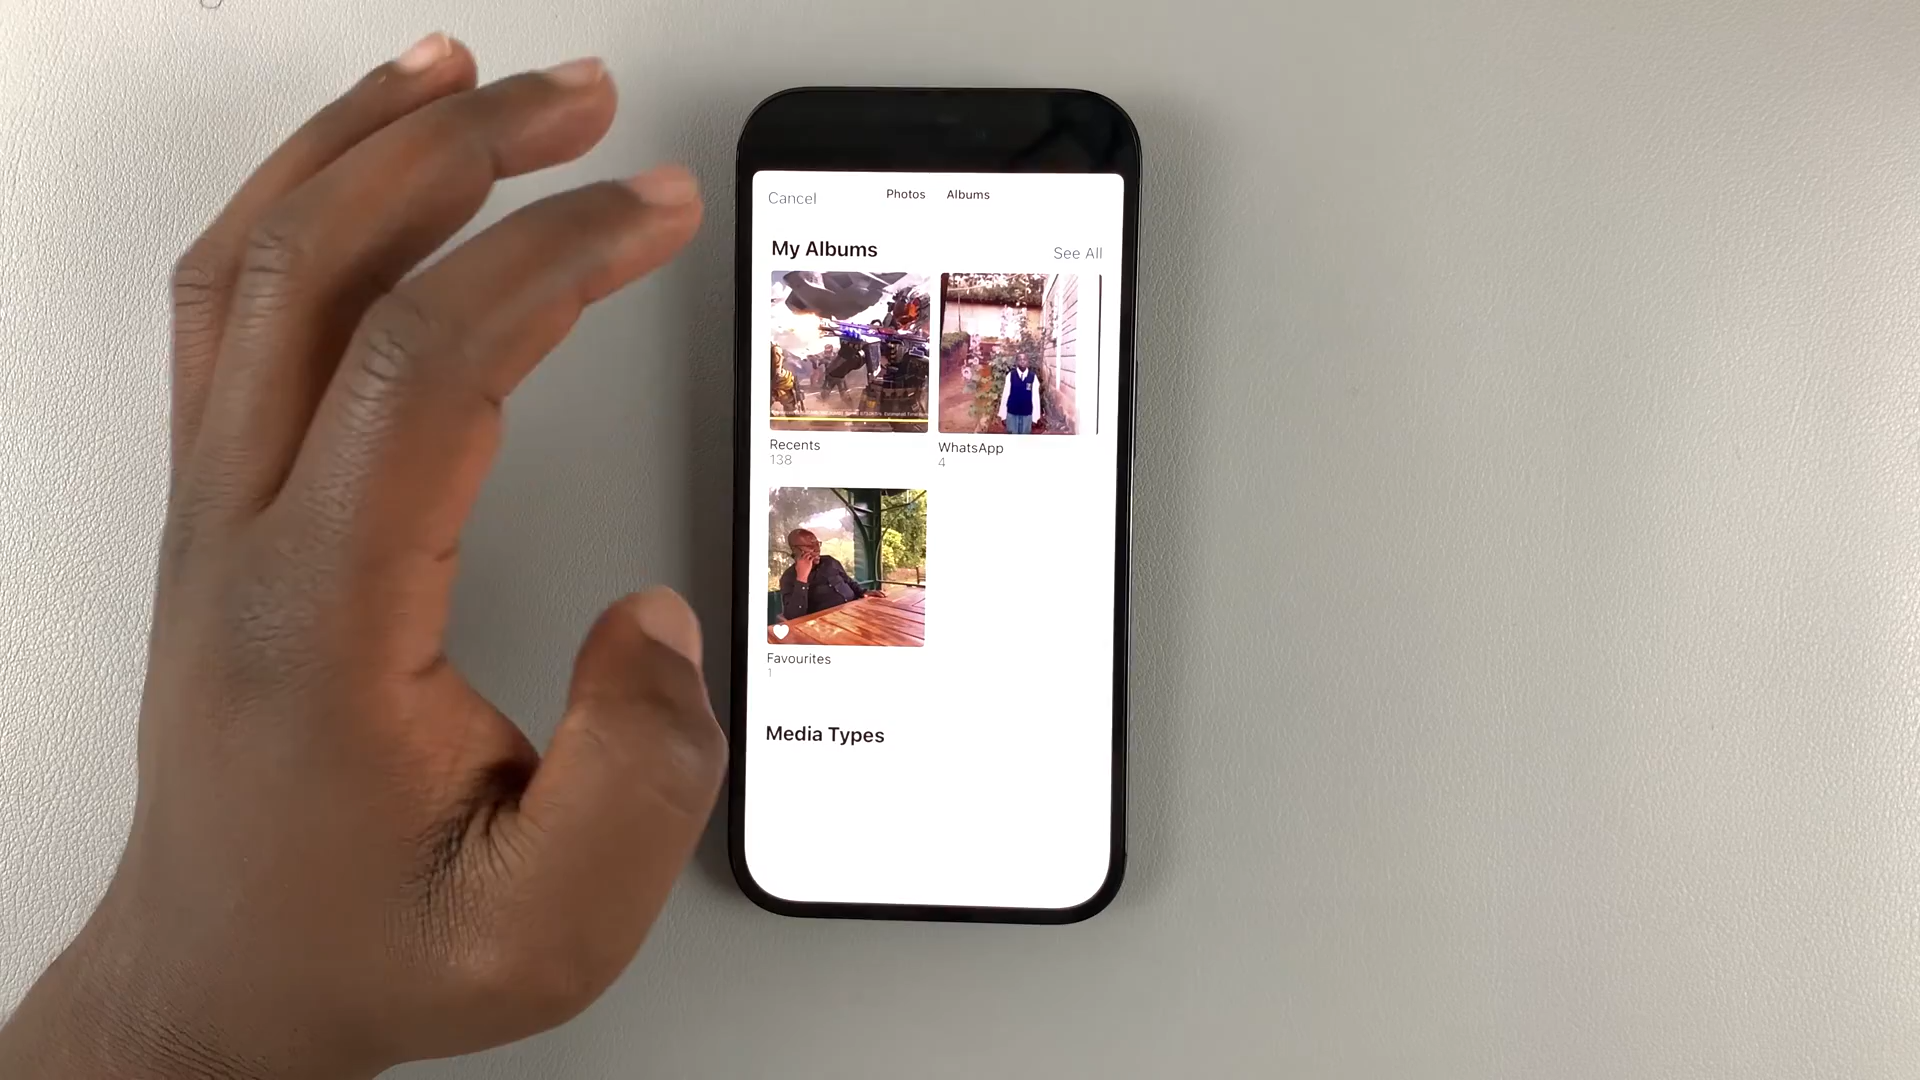 Cancel
Photos Albums
My Albums
See All
Recents
138
WhatsApp
4
Favourites
1
Media Types